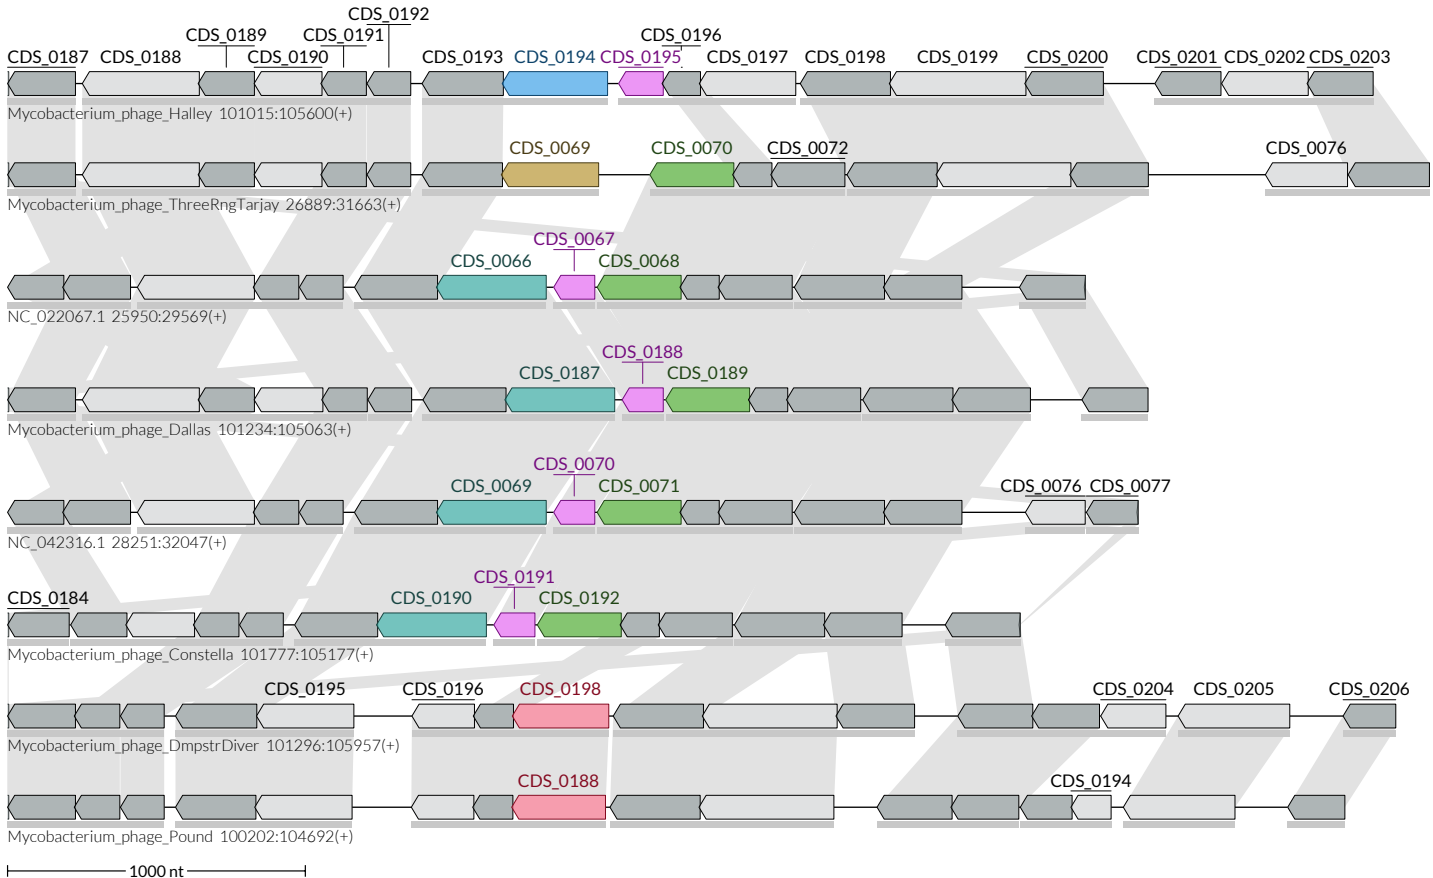 CDS_0192
CDS_0189 CDS_0191 CDS_0196
CDS_0187 CDS_0188 CDS_0190 CDS_0193 CDS_0194 CDS_0195 CDS_0197 CDS_0198 CDS_0199 CDS_0200 CDS_0201 CDS_0202 CDS_0203
Mycobacterium_phage_Halley 101015:105600(+)
CDS_0069 CDS_0070 CDS_0072 CDS_0076
Mycobacterium_phage_ThreeRngTarjay 26889:31663(+)
CDS_0067
CDS_0066 CDS_0068
NC_022067.1 25950:29569(+)
CDS_0188
CDS_0187 CDS_0189
Mycobacterium_phage_Dallas 101234:105063(+)
CDS_0070
CDS_0069 CDS_0071 CDS_0076 CDS_0077
NC_042316.1 28251:32047(+)
CDS_0191
CDS_0184 CDS_0190 CDS_0192
Mycobacterium_phage_Constella 101777:105177(+)
CDS_0195 CDS_0196 CDS_0198 CDS_0204 CDS_0205 CDS_0206
Mycobacterium_phage_DmpstrDiver 101296:105957(+)
CDS_0188 CDS_0194
Mycobacterium_phage_Pound 100202:104692(+)
1000 nt